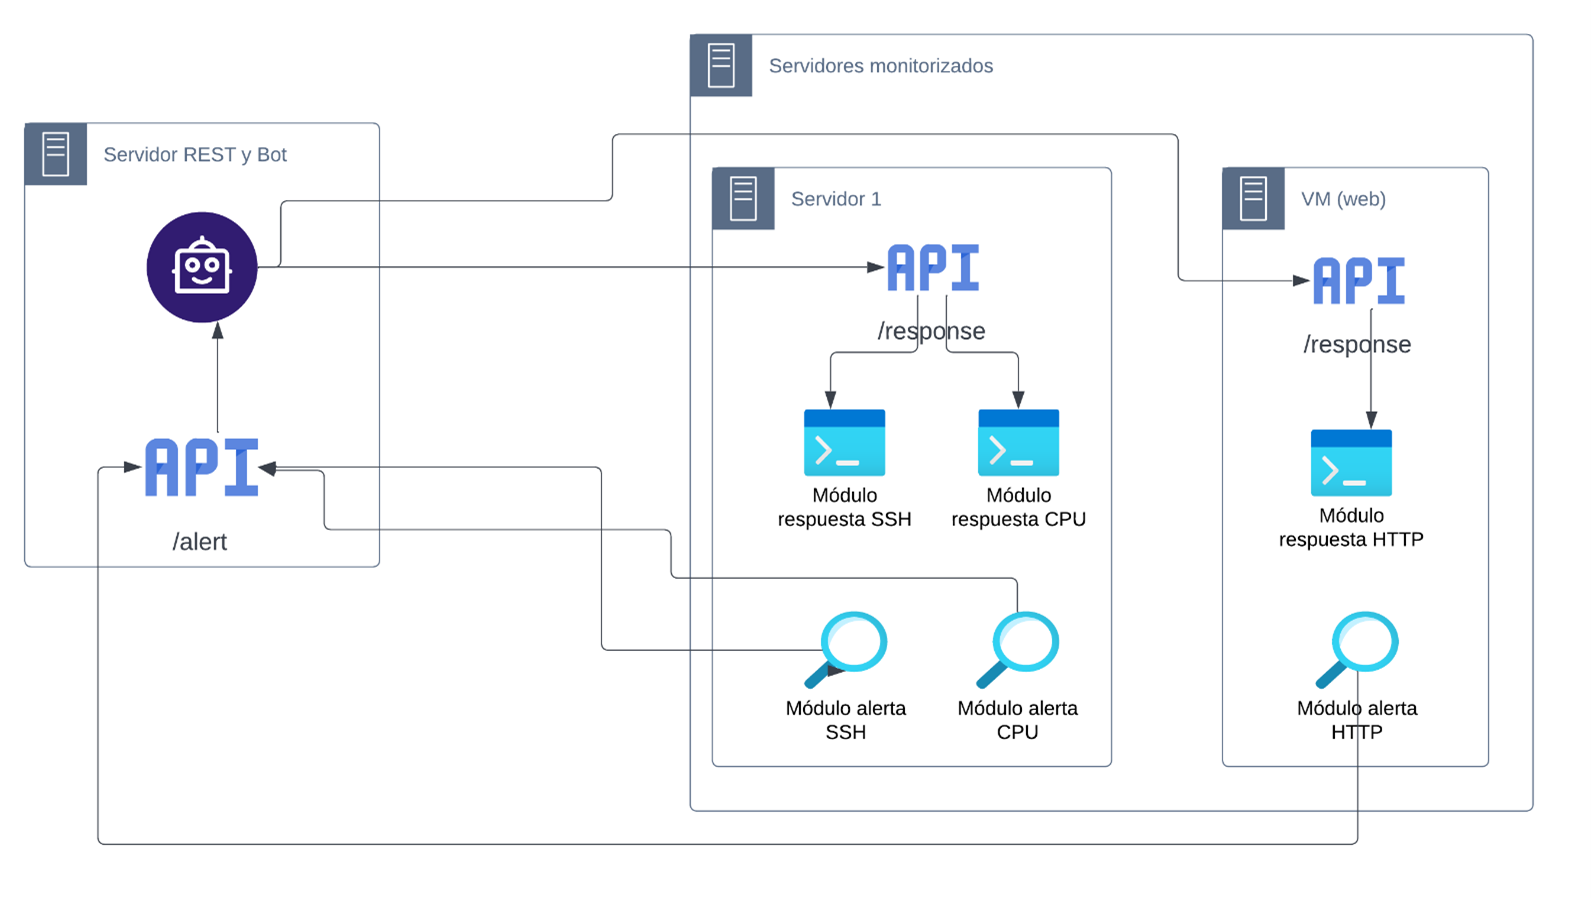 Servidores monitorizados
Servidor REST y Bot
Servidor 1
VM (web)
API
/response
API
/response
Módulo
respuesta SSH
Módulo
respuesta CPU
Módulo
respuesta HTTP
API
/alert
Módulo alerta
SSH
Módulo alerta
CPU
Módulo alerta
HTTP